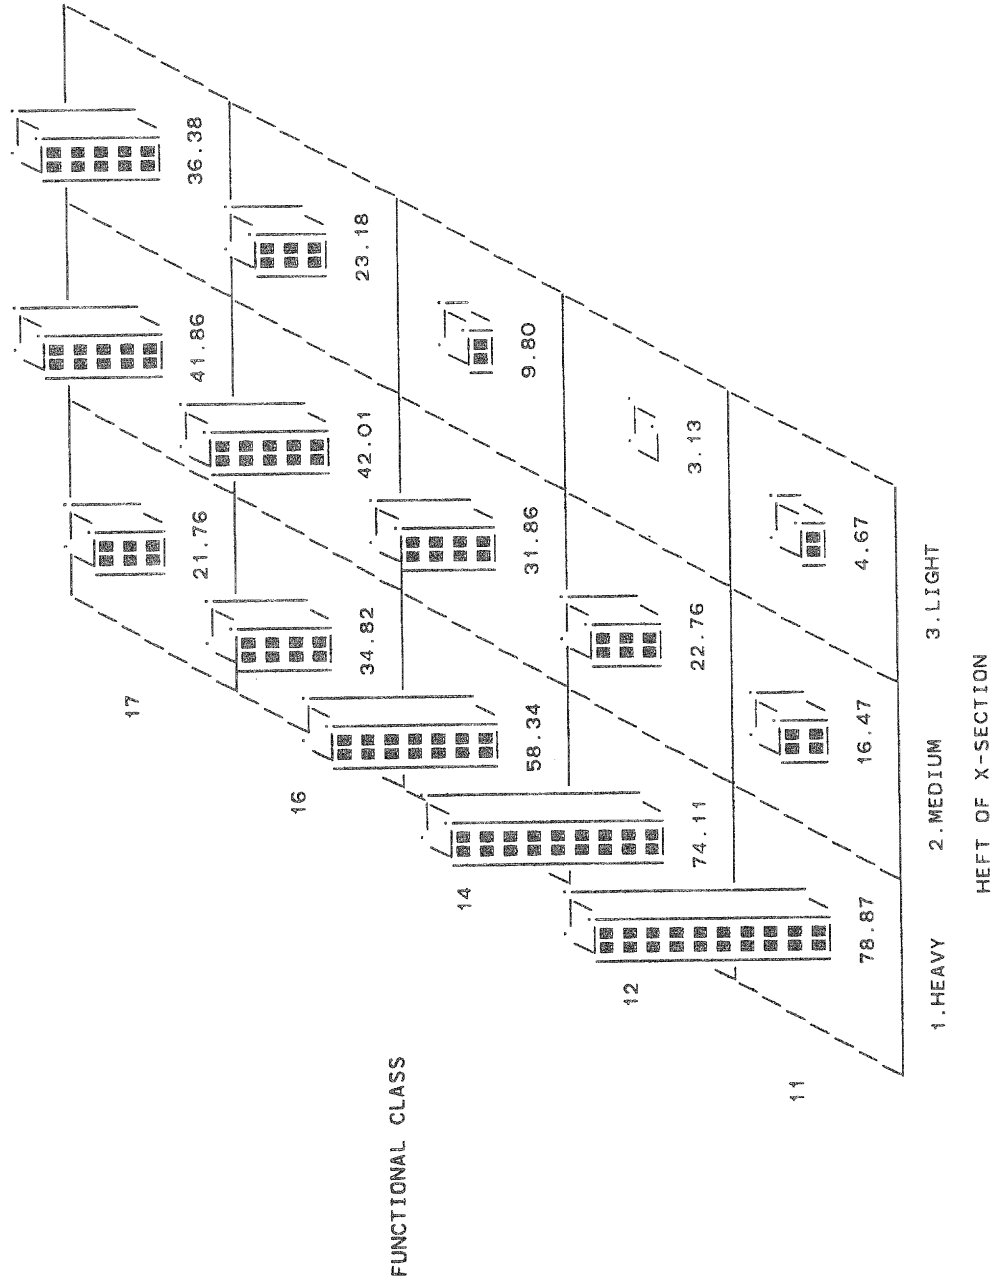 17
21.76 41.86 36.38
16
34.82 42.01 23.18
FUNCTIONAL CLASS
14
58.34 31.86 9.80
12
74.11 22.76 3.13
11
78.87 16.47 4.67
1.HEAVY 2.MEDIUM 3.LIGHT
HEFT OF X-SECTION